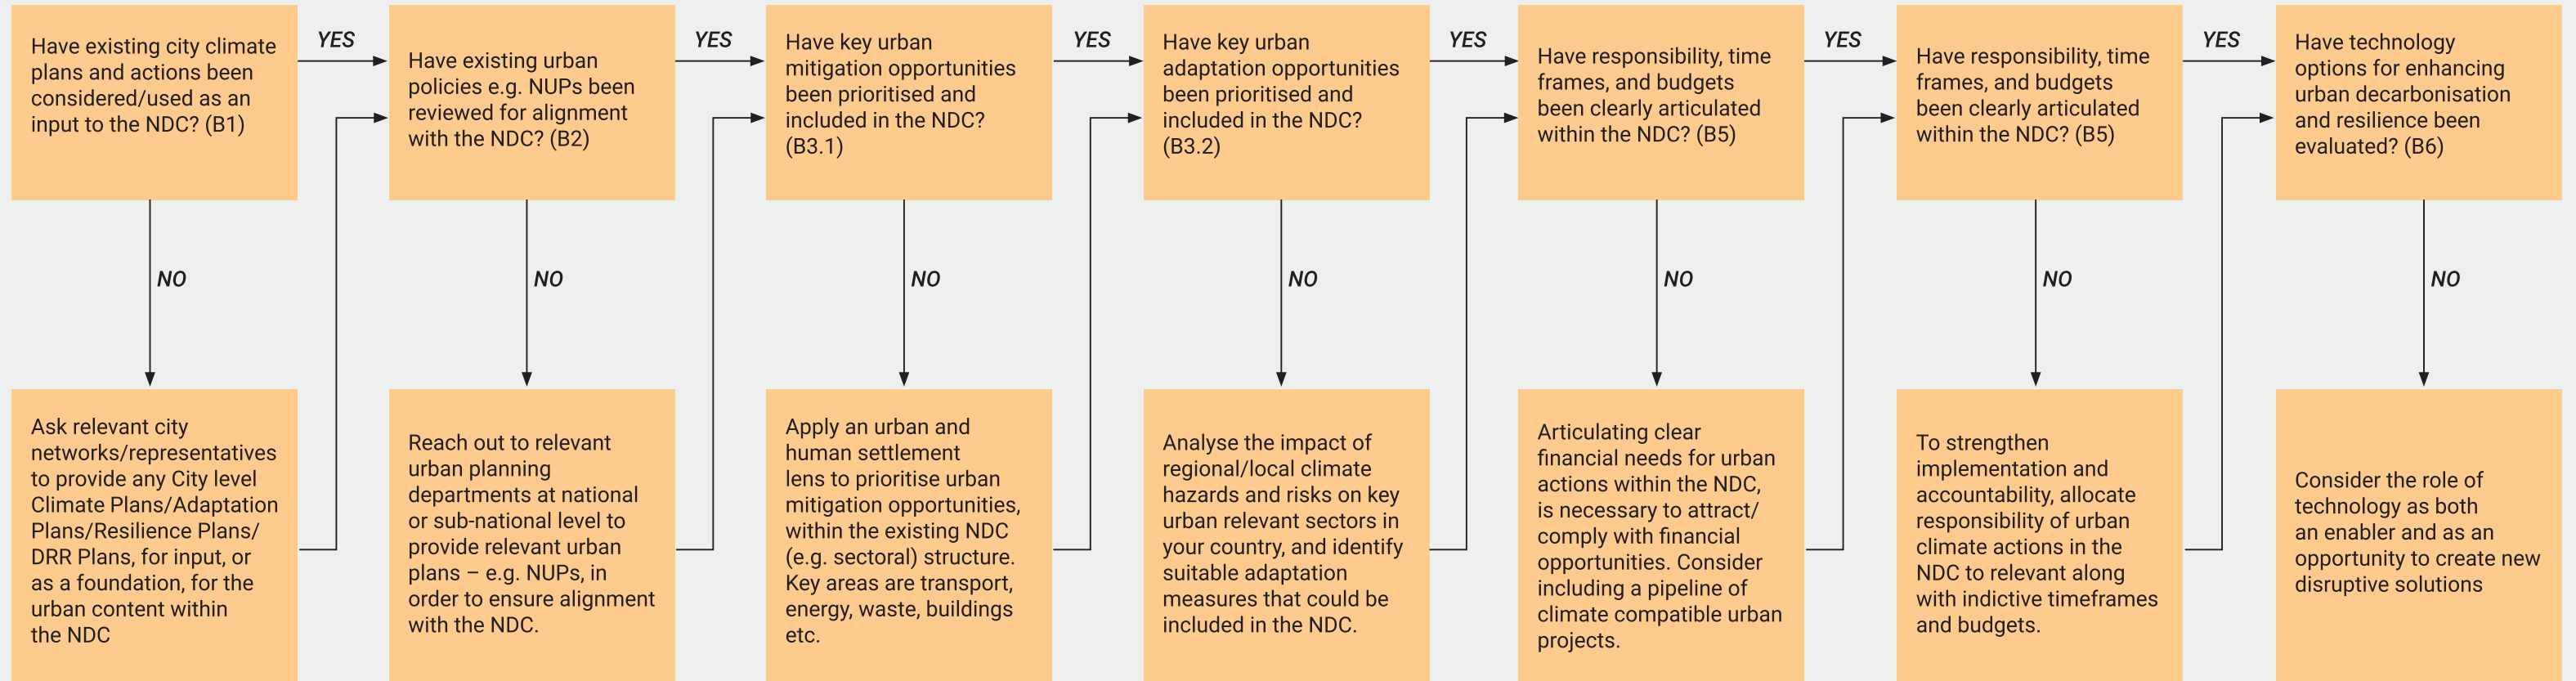 Have existing city climate
plans and actions been
considered/used as an
input to the NDC? (B1)
YES
Have existing urban
policies e.g. NUPs been
reviewed for alignment
with the NDC? (B2)
YES
Have key urban
mitigation opportunities
been prioritised and
included in the NDC?
(B3.1)
YES
Have key urban
adaptation opportunities
been prioritised and
included in the NDC?
(B3.2)
YES
Have responsibility, time
frames, and budgets
been clearly articulated
within the NDC? (B5)
YES
Have responsibility, time
frames, and budgets
been clearly articulated
within the NDC? (B5)
YES
Have technology
options for enhancing
urban decarbonisation
and resilience been
evaluated? (B6)
NO
NO
NO
NO
NO
NO
NO
Ask relevant city
networks/representatives
to provide any City level
Climate Plans/Adaptation
Plans/Resilience Plans/
DRR Plans, for input, or
as a foundation, for the
urban content within
the NDC
Reach out to relevant
urban planning
departments at national
or sub-national level to
provide relevant urban
plans – e.g. NUPs, in
order to ensure alignment
with the NDC.
Apply an urban and
human settlement
lens to prioritise urban
mitigation opportunities,
within the existing NDC
(e.g. sectoral) structure.
Key areas are transport,
energy, waste, buildings
etc.
Analyse the impact of
regional/local climate
hazards and risks on key
urban relevant sectors in
your country, and identify
suitable adaptation
measures that could be
included in the NDC.
Articulating clear
financial needs for urban
actions within the NDC,
is necessary to attract/
comply with financial
opportunities. Consider
including a pipeline of
climate compatible urban
projects.
To strengthen
implementation and
accountability, allocate
responsibility of urban
climate actions in the
NDC to relevant along
with indictive timeframes
and budgets.
Consider the role of
technology as both
an enabler and as an
opportunity to create new
disruptive solutions